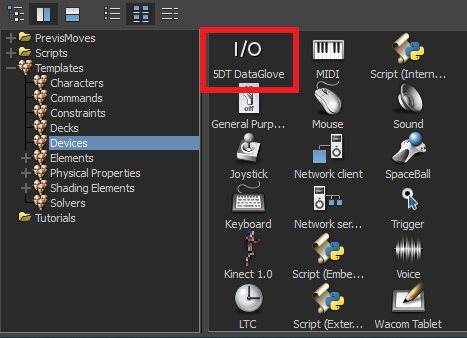 PrevisMoves
Scripts
Templates
Characters
Commands
Constraints
Decks
Devices
Elements
Physical Properties
Shading Elements
Solvers
Tutorials
I/O
5DT DataGlove
MIDI
Script (Intern...
off
General Purp...
Mouse
Sound
Joystick
Network client
SpaceBall
Keyboard
Network ser...
Trigger
Kinect 1.0
Script (Embe...
Voice
LTC
Script (Exter...
Wacom Tablet